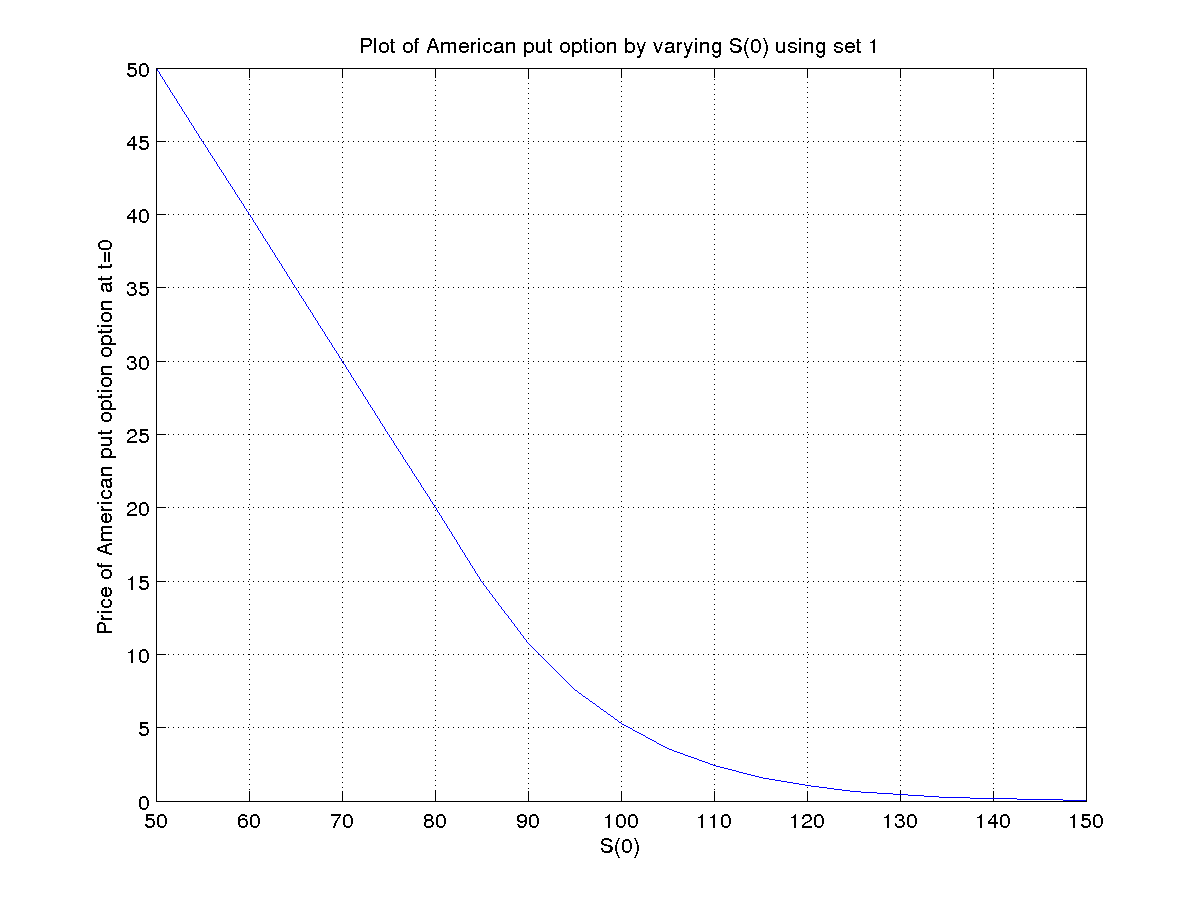 Plot of American put option by varying S(0) using set 1
Price of American put option option at t=0
50
45
40
35
30
25
20
15
10
5
0
50 60 70 80 90 100 110 120 130 140 150
S(0)